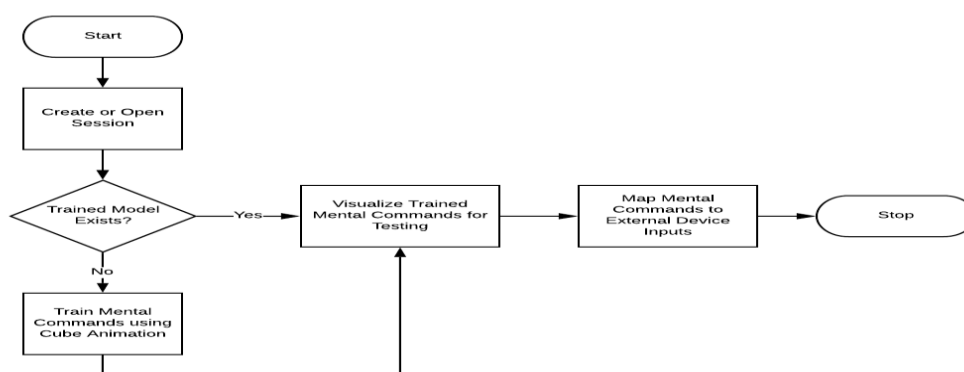 Start
Create or Open
Session
Trained Model
Exists?
Yes
Visualize Trained
Mental Commands for
Testing
Map Mental
Commands to
External Device
Inputs
Stop
No
Train Mental
Commands using
Cube Animation